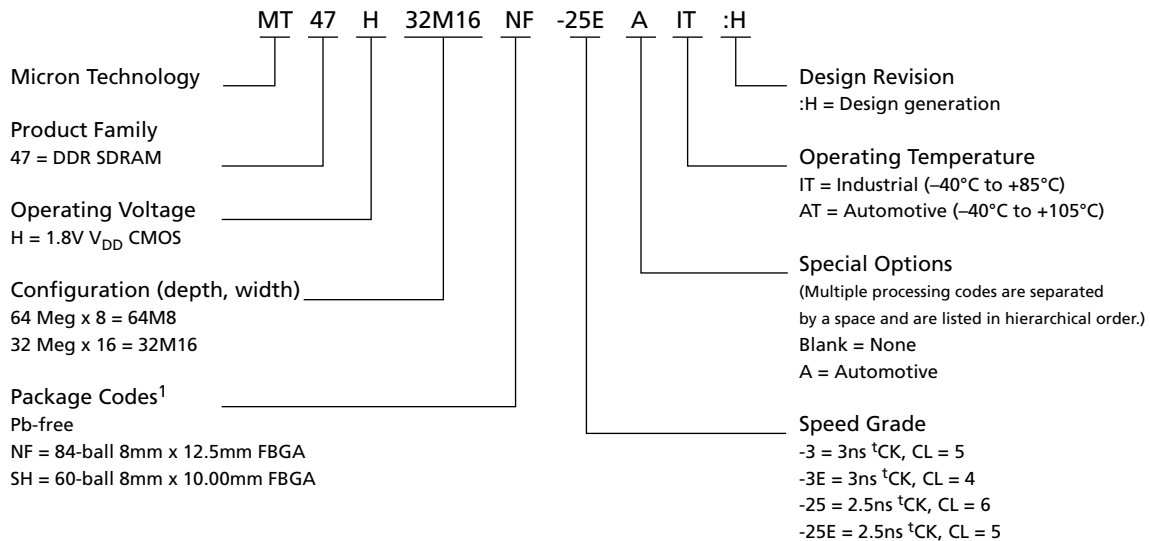 MT 47 H 32M16 NF -25E A IT :H
Micron Technology
Product Family
47 = DDR SDRAM
Operating Voltage
H = 1.8V VDD CMOS
Configuration (depth, width)
64 Meg x 8 = 64M8
32 Meg x 16 = 32M16
Package Codes1
Pb-free
NF = 84-ball 8mm x 12.5mm FBGA
SH = 60-ball 8mm x 10.00mm FBGA
Design Revision
:H = Design generation
Operating Temperature
IT = Industrial (–40°C to +85°C)
AT = Automotive (–40°C to +105°C)
Special Options
(Multiple processing codes are separated
by a space and are listed in hierarchical order.)
Blank = None
A = Automotive
Speed Grade
-3 = 3ns tCK, CL = 5
-3E = 3ns tCK, CL = 4
-25 = 2.5ns tCK, CL = 6
-25E = 2.5ns tCK, CL = 5